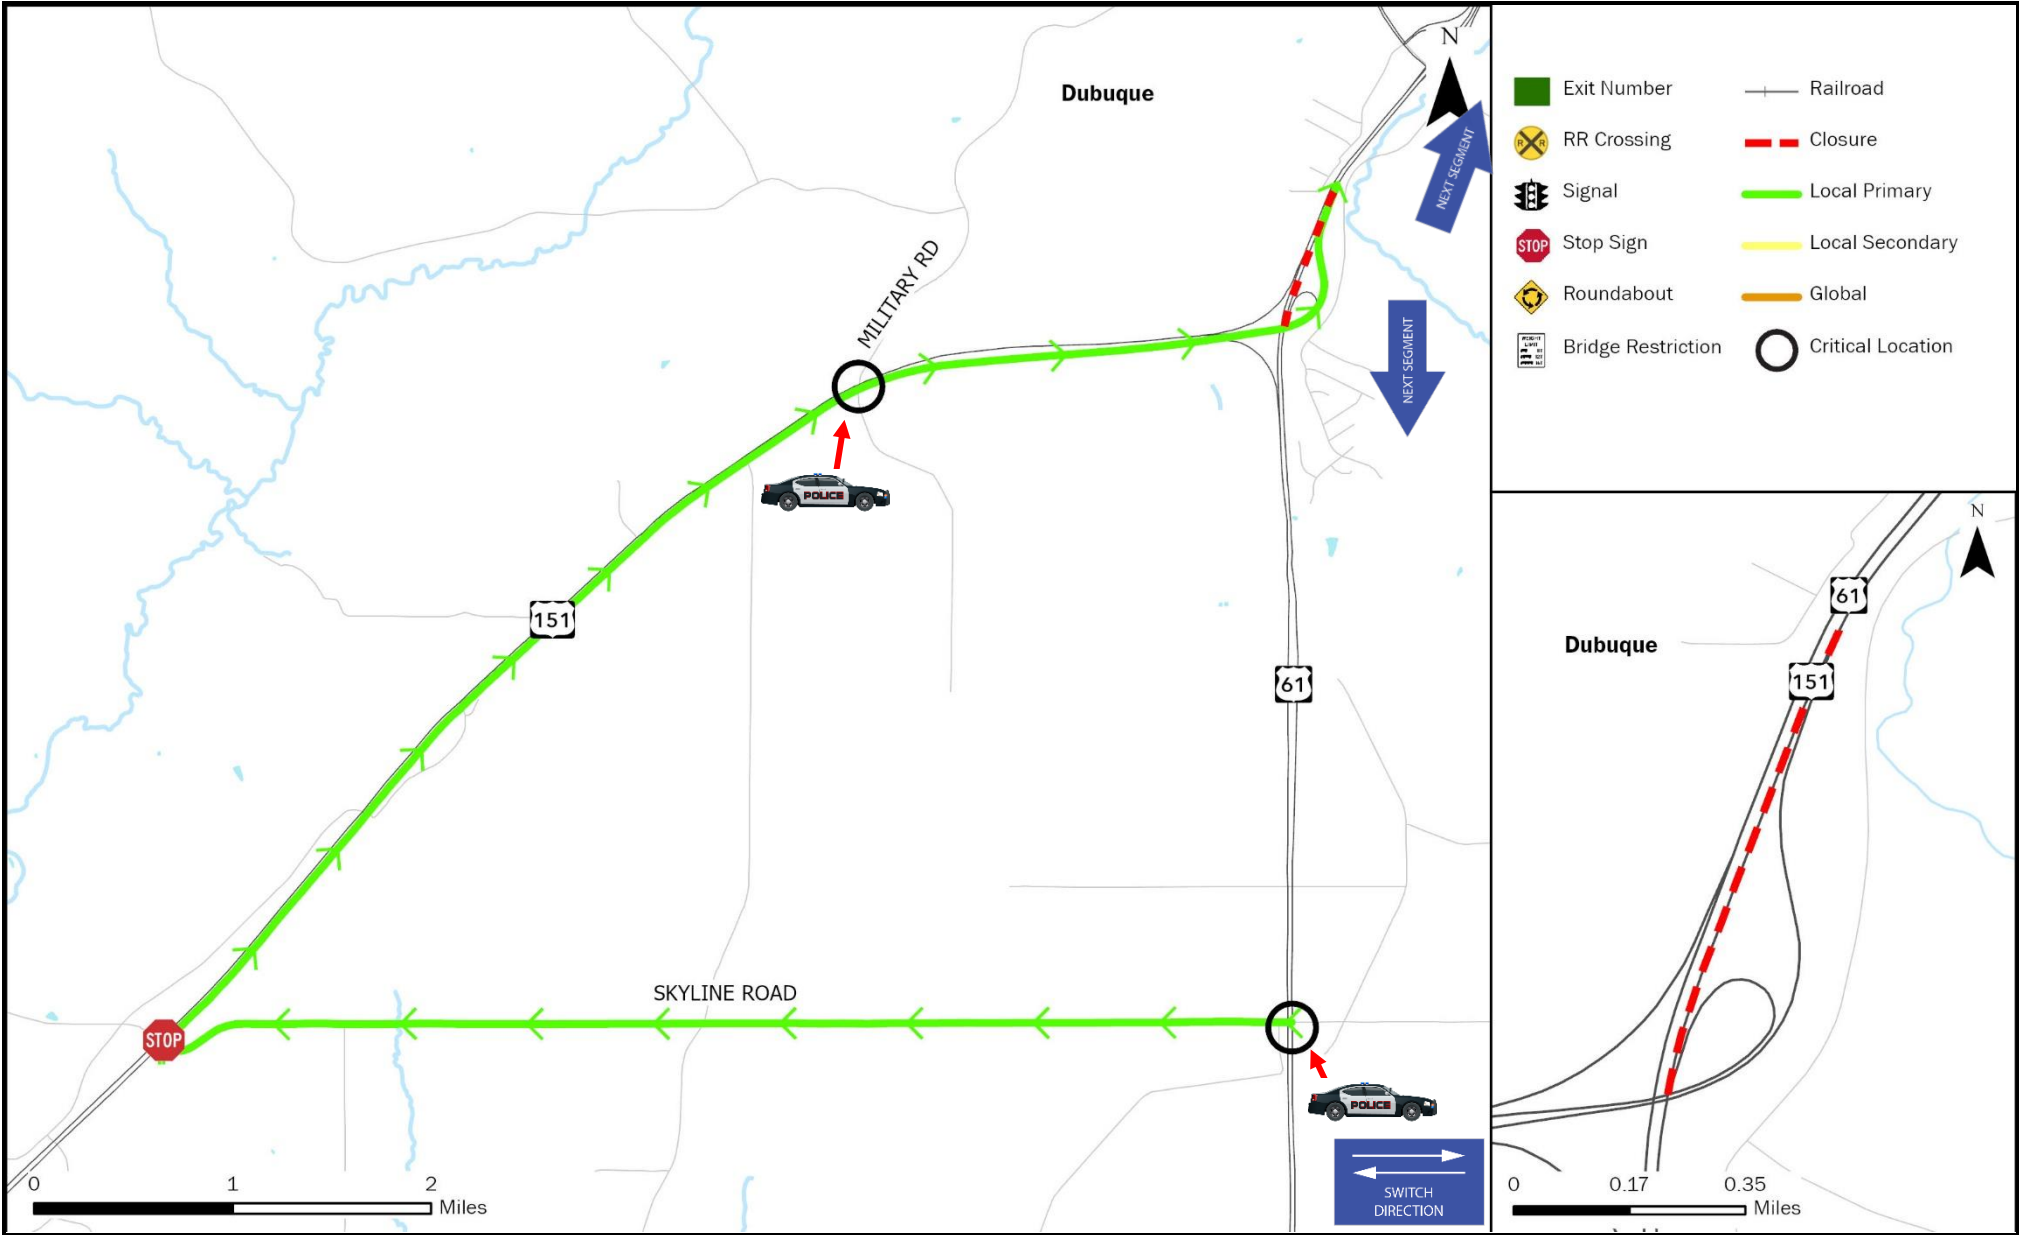 Dubuque
N
NEXT SEGMENT
MILITARY RD
NEXT SEGMENT
POLICE
151
61
SKYLINE ROAD
STOP
POLICE
0 1 2
Miles
SWITCH
DIRECTION
Exit Number
Railroad
R R
RR Crossing
Closure
Signal
Local Primary
STOP
Stop Sign
Local Secondary
Roundabout
Global
WEIGHT
LIMIT
Bridge Restriction
Critical Location
N
61
Dubuque
151
0 0.17 0.35
Miles